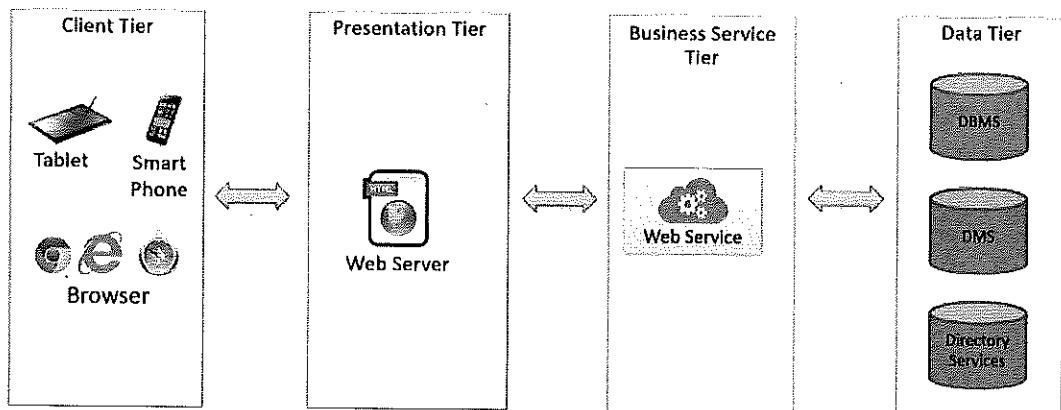 Client Tier
Tablet
Smart
Phone
Browser
Presentation Tier
Web Server
Business Service
Tier
Web Service
Data Tier
DBMS
DMS
Directory
Services